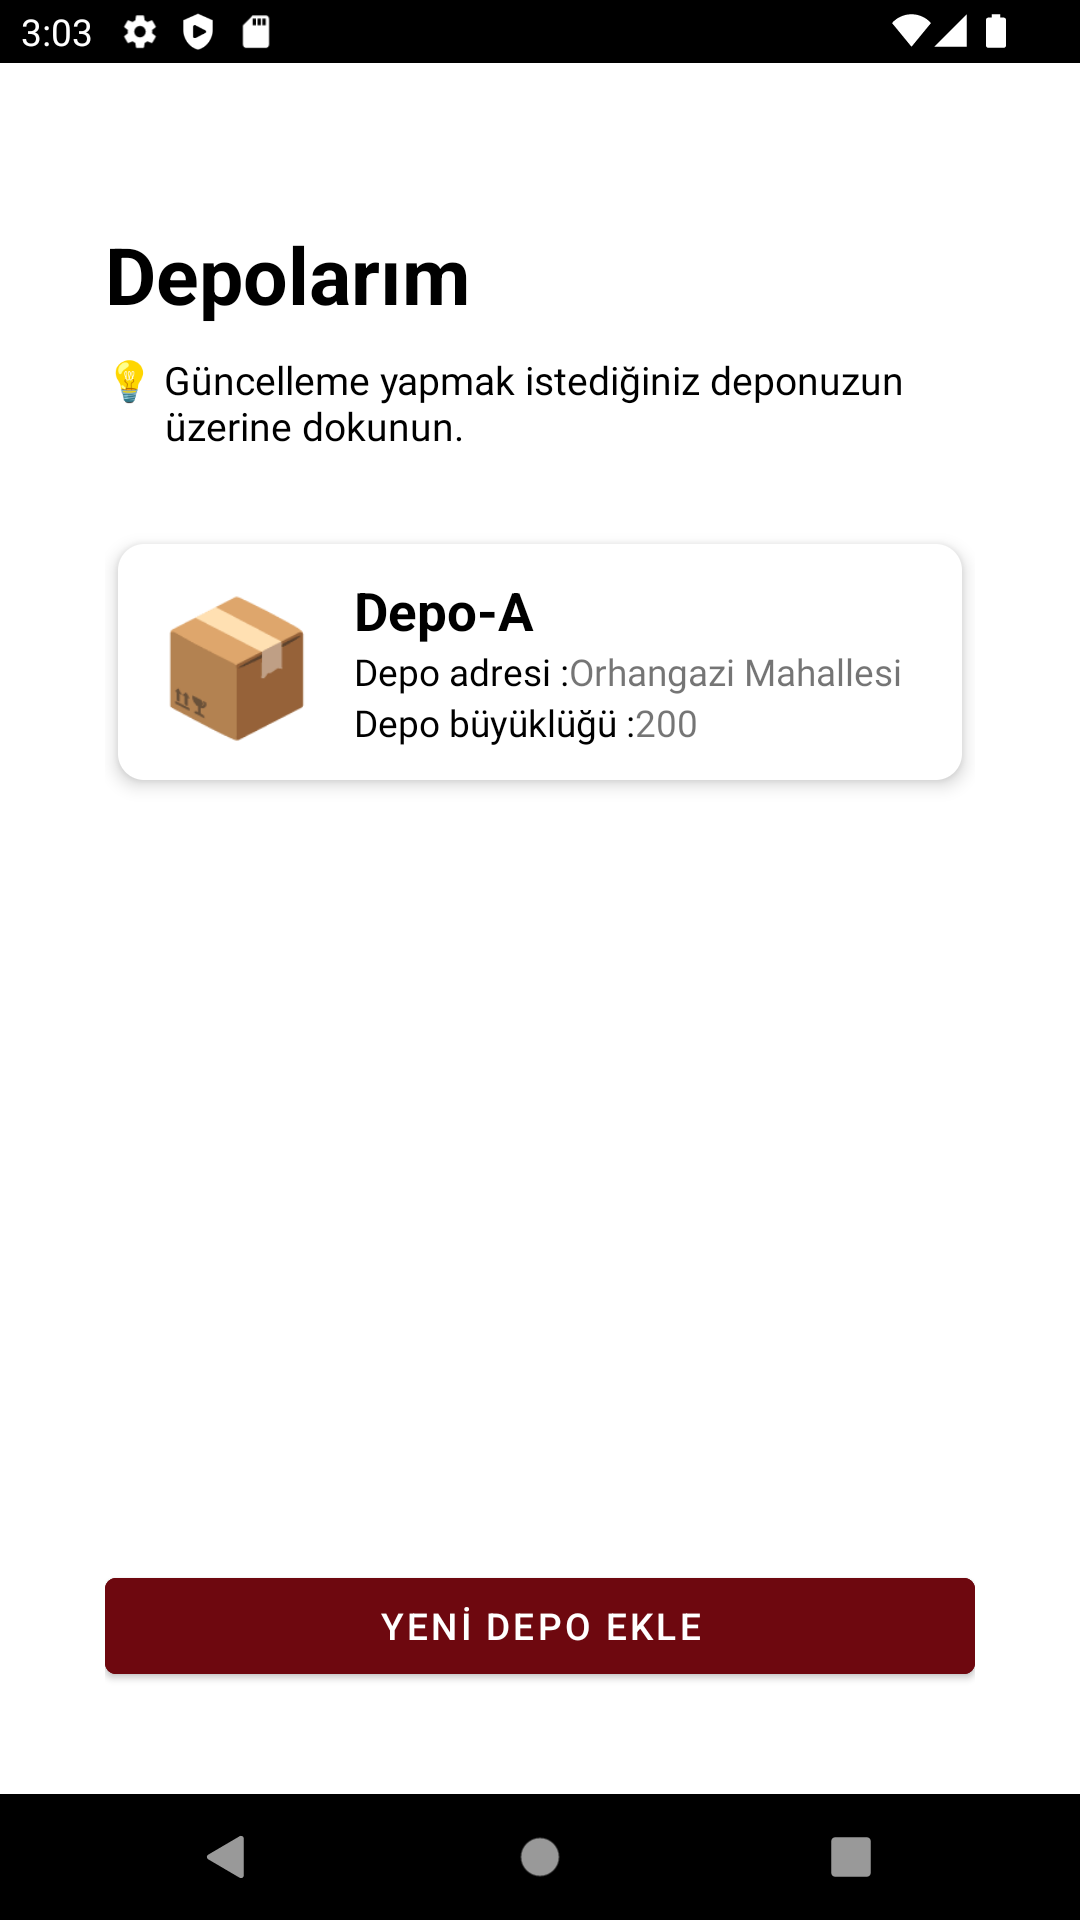 3:03
Depolarım
💡 Güncelleme yapmak istediğiniz deponuzun
üzerine dokunun.
Depo-A
Depo adresi :Orhangazi Mahallesi
Depo büyüklüğü :200
YENİ DEPO EKLE